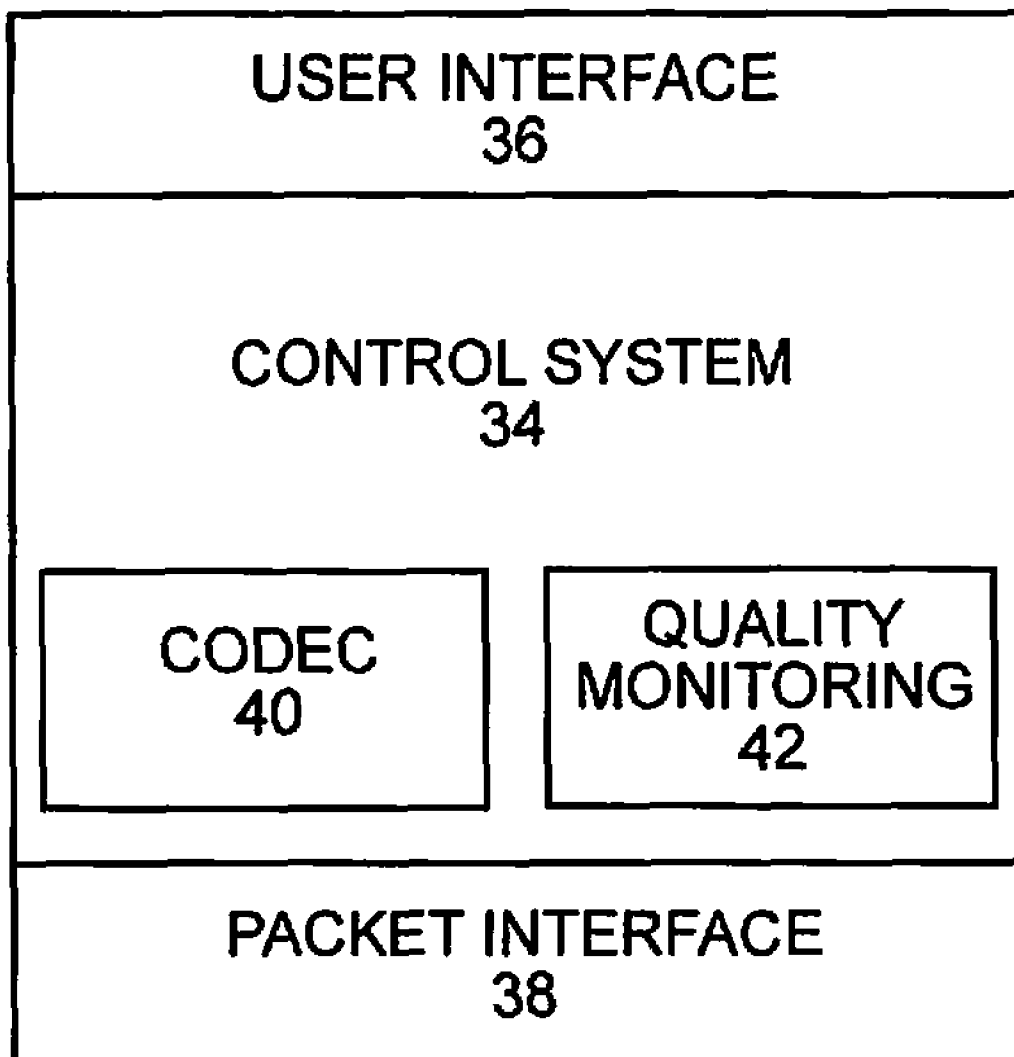 USER INTERFACE
36
CONTROL SYSTEM
34
CODEC
40
QUALITY
MONITORING
42
PACKET INTERFACE
38